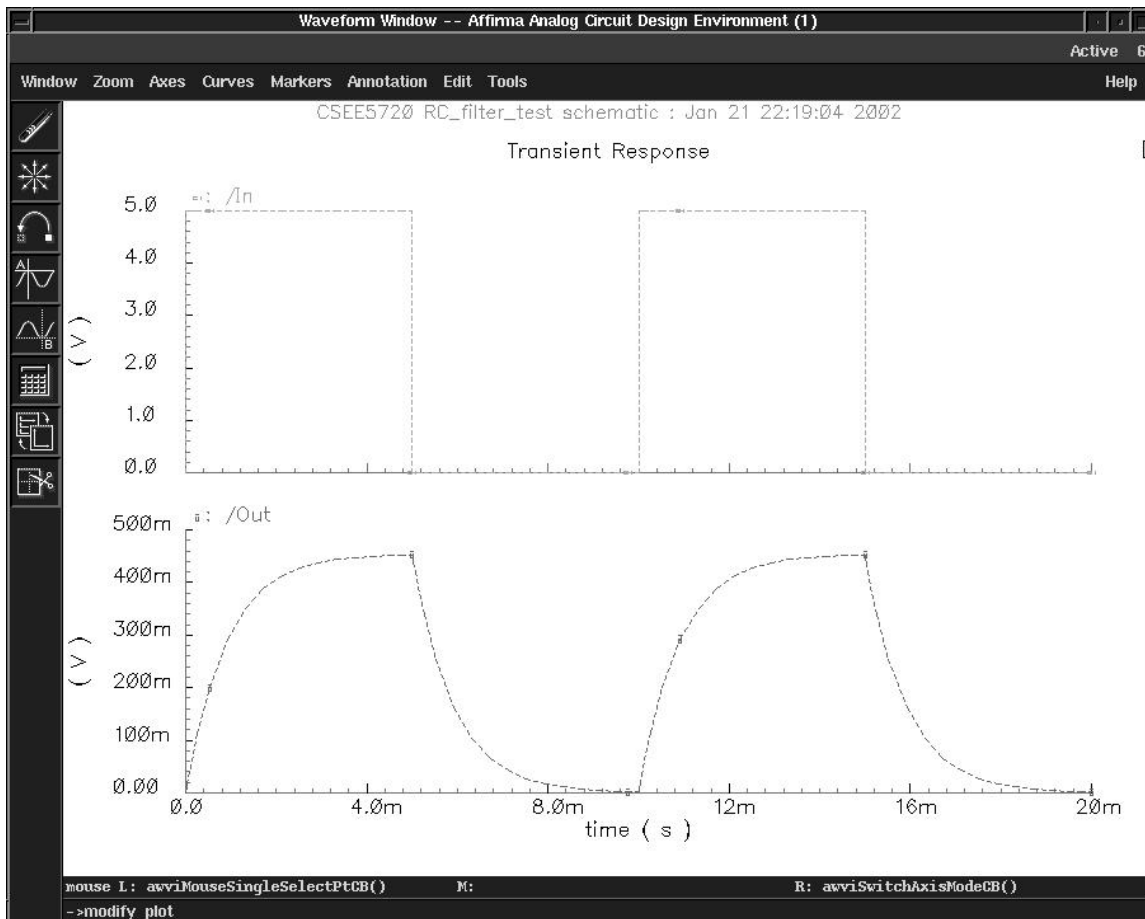 Waveform Window -- Affirma Analog Circuit Design Environment (1)
Active 6
Window Zoom Axes Curves Markers Annotation Edit Tools Help
CSEE5720 RC_filter_test schematic : Jan 21 22:19:04 2002
Transient Response
: /In
5.0
4.0
3.0
2.0
1.0
0.0
( V )
A
B
: /Out
500m
400m
300m
200m
100m
0.00
( V )
0.0 4.0m 8.0m 12m 16m 20m
time ( s )
mouse L: awviMouseSingleSelectPtCB() M: R: awviSwitchAxisModeCB()
->modify plot